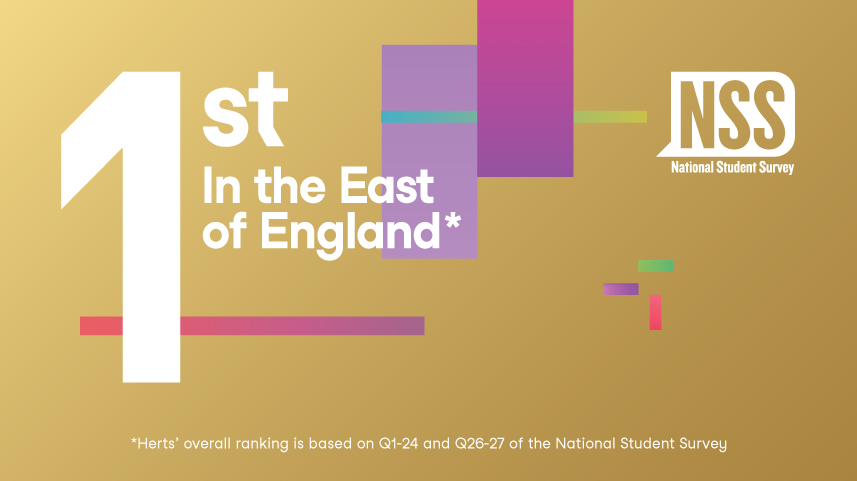 1st
In the East
of England*
NSS
National Student Survey
*Herts’ overall ranking is based on Q1-24 and Q26-27 of the National Student Survey